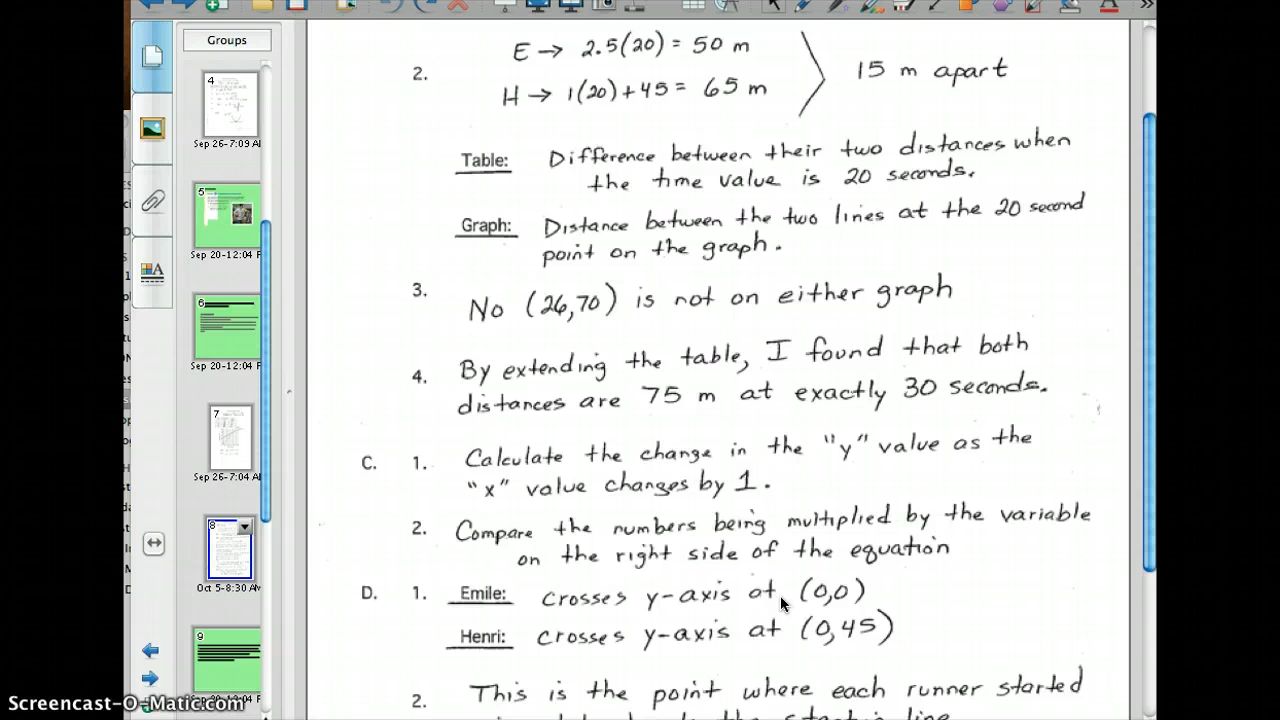 Groups
4
Sep 26-7:09 AM
5
Sep 20-12:04 P
6
Sep 20-12:04 P
7
Sep 26-7:04 AM
8
Oct 5-8:30 AM
9
E → 2.5(20) = 50 m
2.
15 m apart
H → 1(20) + 45 = 65 m
Table: Difference between their two distances when
the time value is 20 seconds.
Graph: Distance between the two lines at the 20 second
point on the graph.
3. No (26,70) is not on either graph
4. By extending the table, I found that both
distances are 75 m at exactly 30 seconds.
C. 1. Calculate the change in the "y" value as the
"x" value changes by 1.
2. Compare the numbers being multiplied by the variable
on the right side of the equation
D. 1. Emile: crosses y-axis at (0,0)
Henri: crosses y-axis at (0,45)
2. This is the point where each runner started
Screencast-O-Matic.com